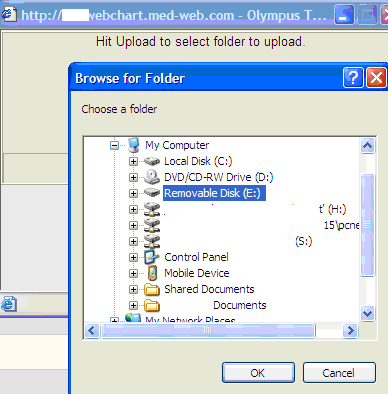 http://webchart.med-web.com - Olympus T...
Hit Upload to select folder to upload.
Browse for Folder
Choose a folder
My Computer
Local Disk (C:)
DVD/CD-RW Drive (D:)
Removable Disk (E:)
t' (H:)
15\pcne
(S:)
Control Panel
Mobile Device
Shared Documents
Documents
My Network Places
OK
Cancel